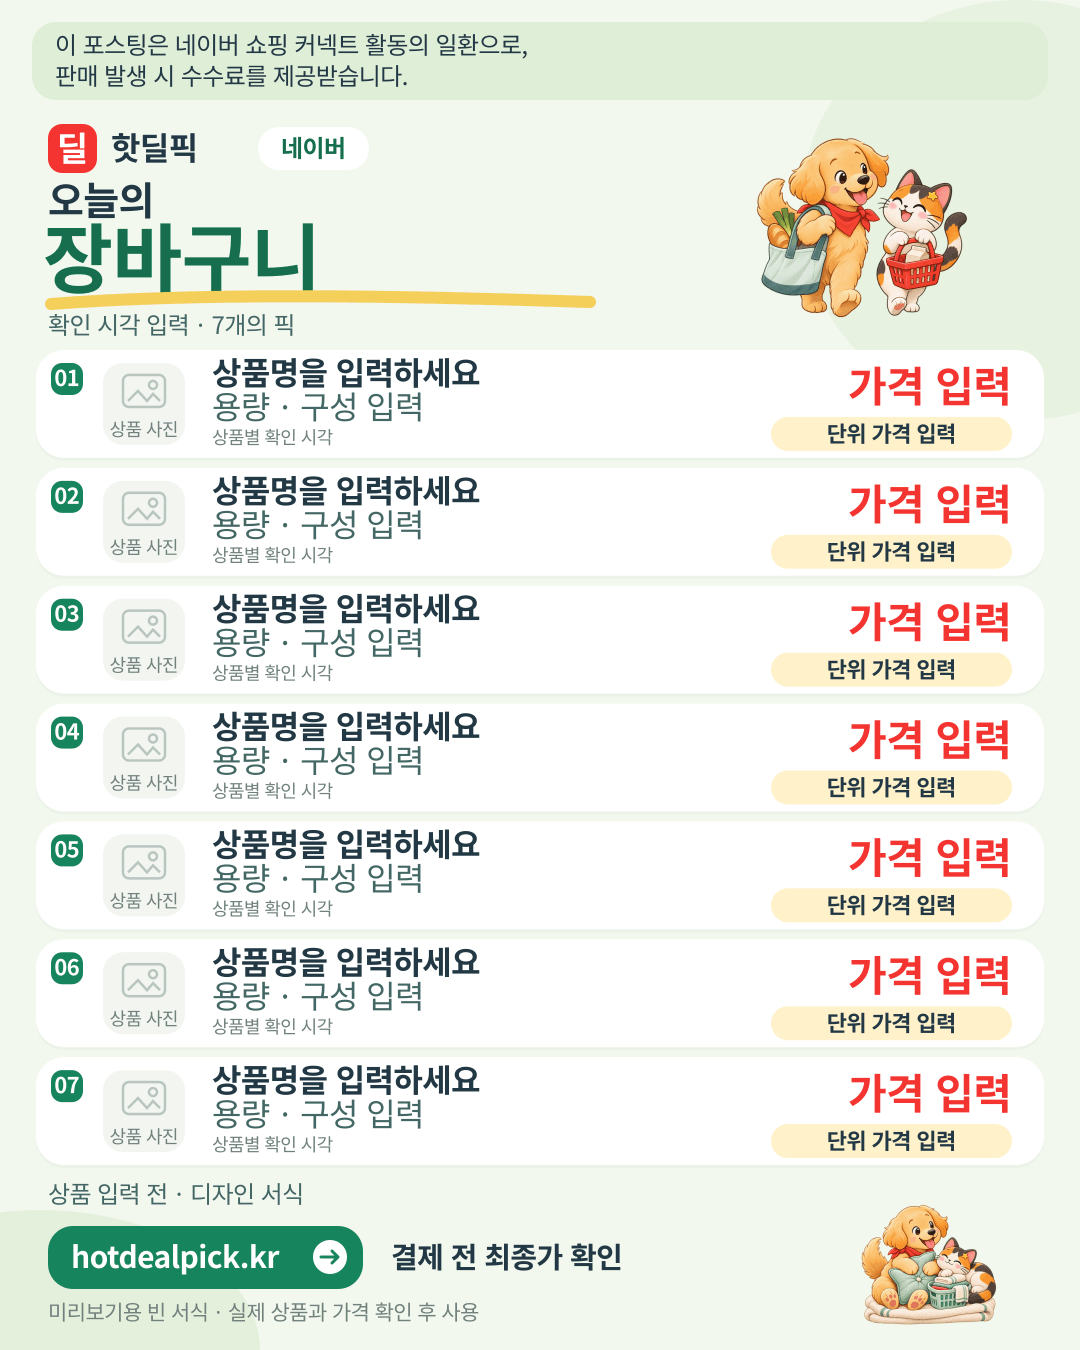 이 포스팅은 네이버 쇼핑 커넥트 활동의 일환으로,
판매 발생 시 수수료를 제공받습니다.
딜 핫딜픽 네이버
오늘의
장바구니
확인 시각 입력 · 7개의 픽
01
상품 사진
상품명을 입력하세요
용량 · 구성 입력
상품별 확인 시각
가격 입력
단위 가격 입력
02
상품 사진
상품명을 입력하세요
용량 · 구성 입력
상품별 확인 시각
가격 입력
단위 가격 입력
03
상품 사진
상품명을 입력하세요
용량 · 구성 입력
상품별 확인 시각
가격 입력
단위 가격 입력
04
상품 사진
상품명을 입력하세요
용량 · 구성 입력
상품별 확인 시각
가격 입력
단위 가격 입력
05
상품 사진
상품명을 입력하세요
용량 · 구성 입력
상품별 확인 시각
가격 입력
단위 가격 입력
06
상품 사진
상품명을 입력하세요
용량 · 구성 입력
상품별 확인 시각
가격 입력
단위 가격 입력
07
상품 사진
상품명을 입력하세요
용량 · 구성 입력
상품별 확인 시각
가격 입력
단위 가격 입력
상품 입력 전 · 디자인 서식
hotdealpick.kr
결제 전 최종가 확인
미리보기용 빈 서식 · 실제 상품과 가격 확인 후 사용